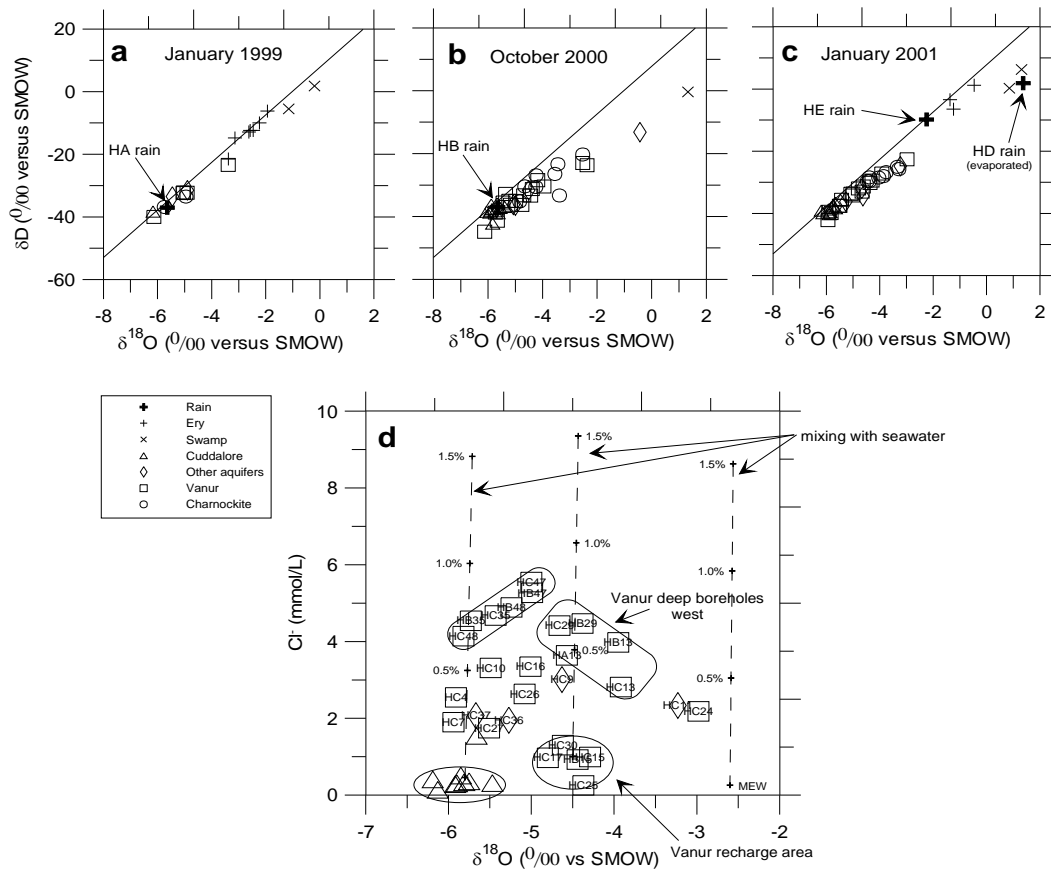 a January 1999
b October 2000
c January 2001
20
0
-20
-40
-60
δD (⁰/00 versus SMOW)
HA rain
HB rain
HE rain
HD rain
(evaporated)
-8 -6 -4 -2 0 2
-8 -6 -4 -2 0 2
-8 -6 -4 -2 0 2
δ¹⁸O (⁰/00 versus SMOW)
δ¹⁸O (⁰/00 versus SMOW)
δ¹⁸O (⁰/00 versus SMOW)
Rain
Ery
Swamp
Cuddalore
Other aquifers
Vanur
Charnockite
d
10
8
6
4
2
0
Cl⁻ (mmol/L)
1.5%
1.5%
1.5%
mixing with seawater
1.0%
1.0%
1.0%
0.5%
0.5%
0.5%
Vanur deep boreholes
west
HC47
HB47
HB48
HC35
HB35
HC48
HC29
HB29
HB13
HA13
HC13
HC10
HC16
HC9
HC4
HC26
HC24
HC37
HC36
HC7
HC27
HC30
HC17
HC15
HC25
MEW
Vanur recharge area
-7 -6 -5 -4 -3 -2
δ¹⁸O (⁰/00 vs SMOW)